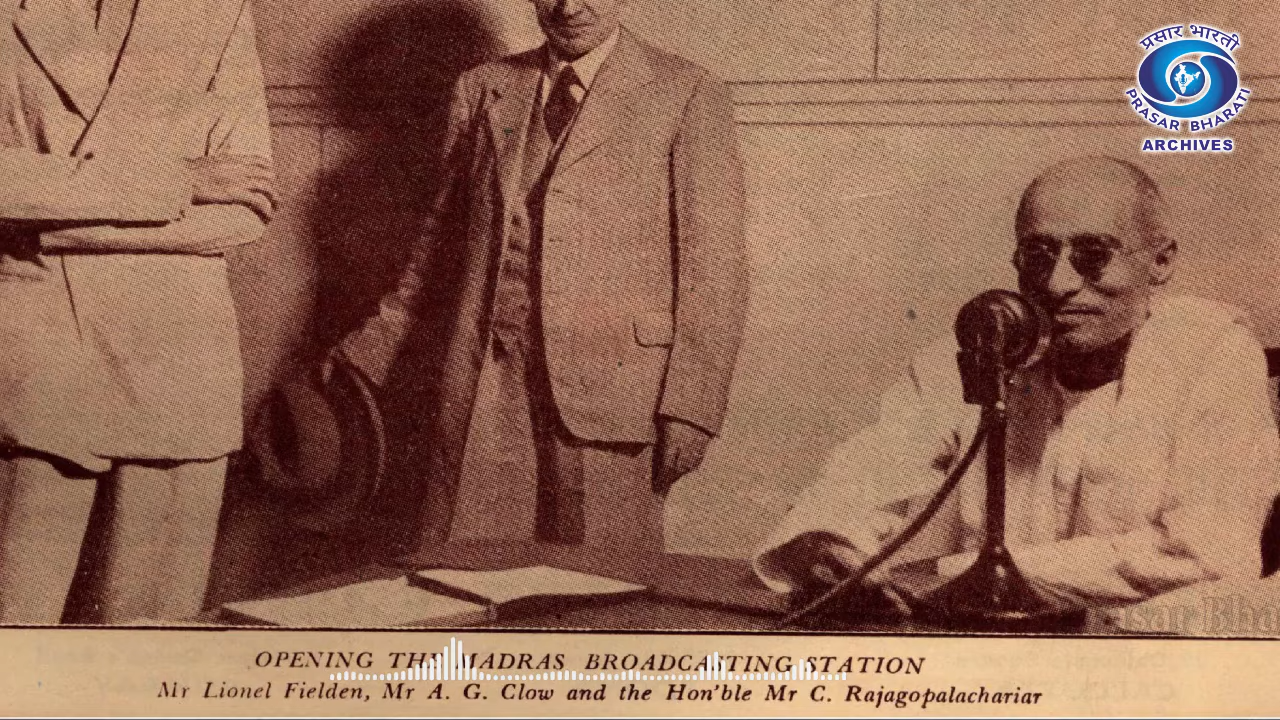 प्रसार भारती
PRASAR BHARATI
ARCHIVES
OPENING THE MADRAS BROADCASTING STATION
Mr Lionel Fielden, Mr A. G. Clow and the Hon'ble Mr C. Rajagopalachariar